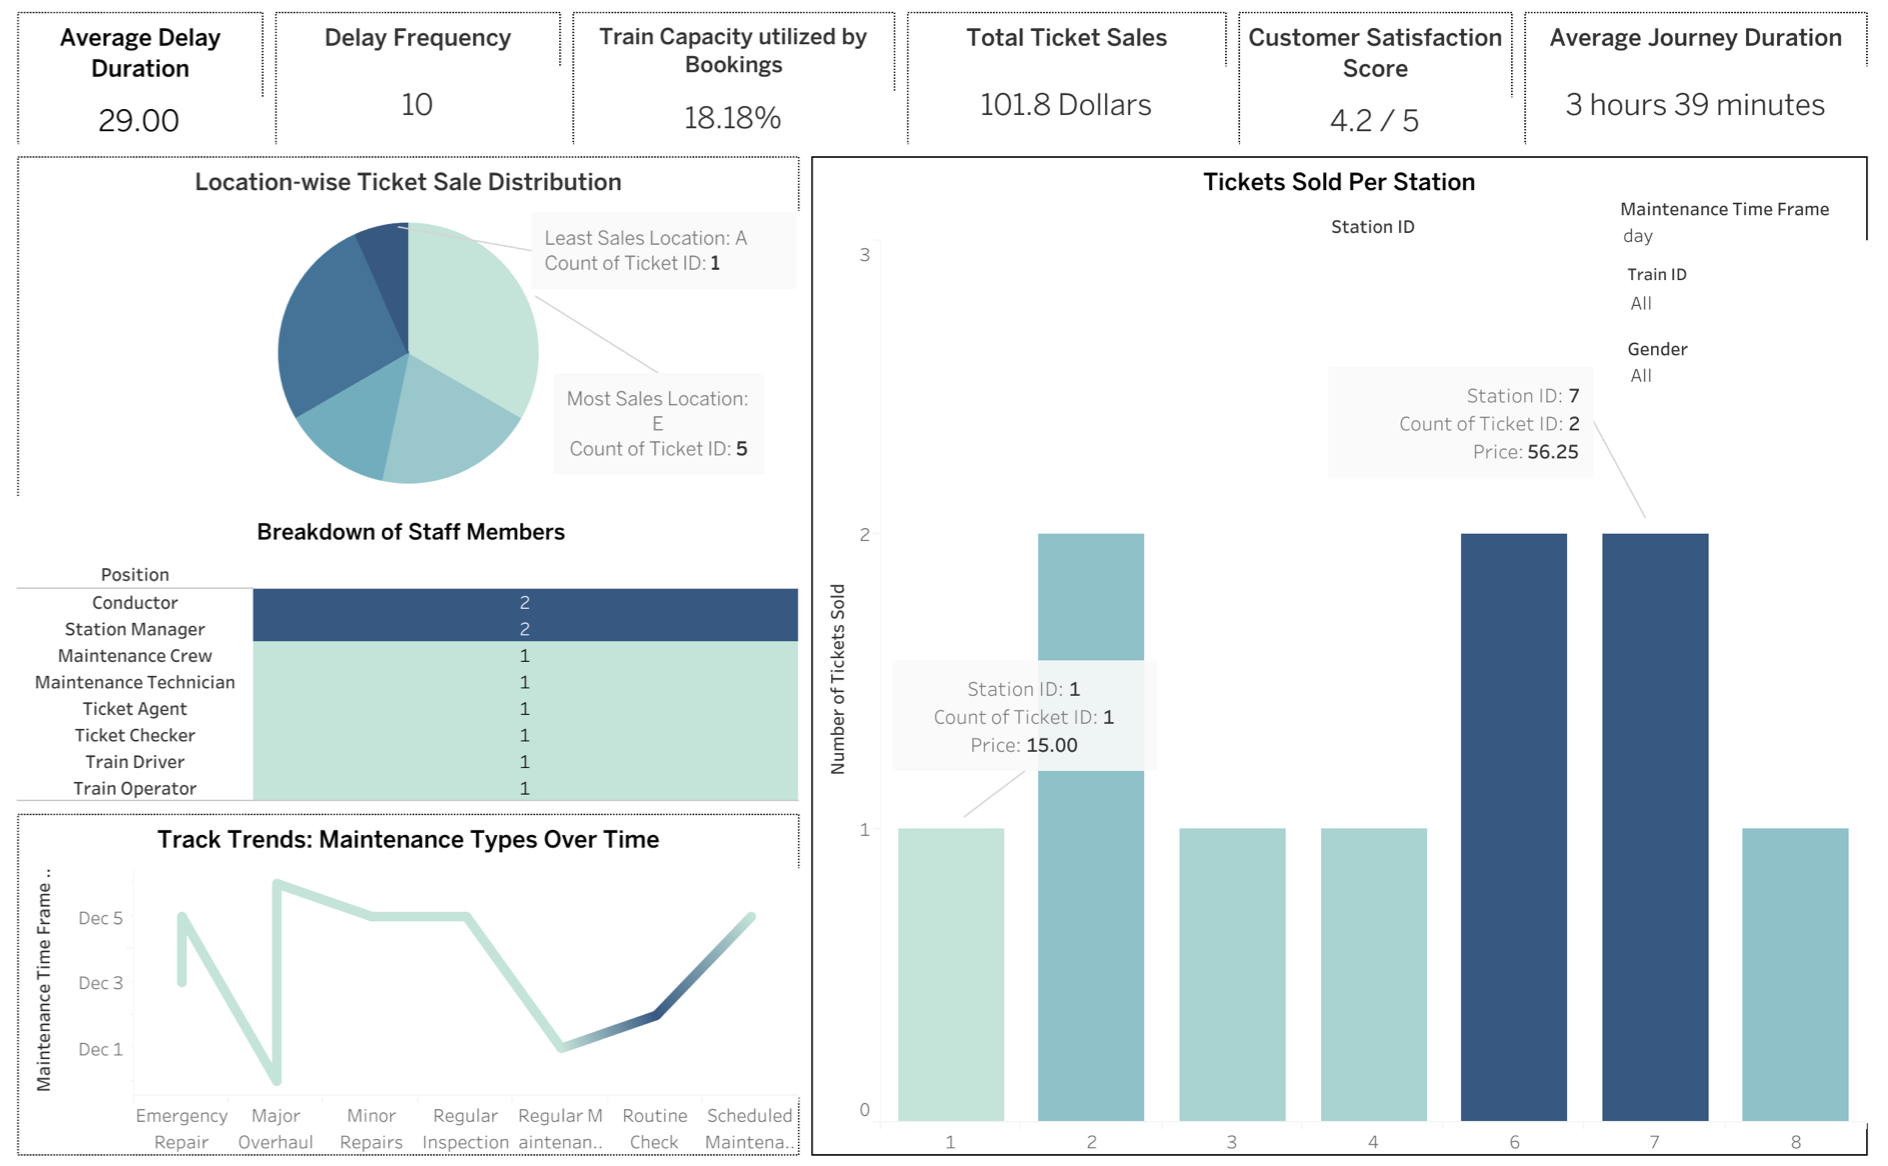 Average Delay
Duration
29.00
Delay Frequency
10
Train Capacity utilized by
Bookings
18.18%
Total Ticket Sales
101.8 Dollars
Customer Satisfaction
Score
4.2 / 5
Average Journey Duration
3 hours 39 minutes
Location-wise Ticket Sale Distribution
Least Sales Location: A
Count of Ticket ID: 1
Most Sales Location:
E
Count of Ticket ID: 5
Breakdown of Staff Members
Position
Conductor 2
Station Manager 2
Maintenance Crew 1
Maintenance Technician 1
Ticket Agent 1
Ticket Checker 1
Train Driver 1
Train Operator 1
Track Trends: Maintenance Types Over Time
Maintenance Time Frame ..
Dec 5
Dec 3
Dec 1
Emergency
Repair
Major
Overhaul
Minor
Repairs
Regular
Inspection
Regular M
aintenan..
Routine
Check
Scheduled
Maintena..
Tickets Sold Per Station
Station ID
Maintenance Time Frame
day
Train ID
All
Gender
All
Station ID: 7
Count of Ticket ID: 2
Price: 56.25
Station ID: 1
Count of Ticket ID: 1
Price: 15.00
Number of Tickets Sold
3
2
1
0
1 2 3 4 6 7 8